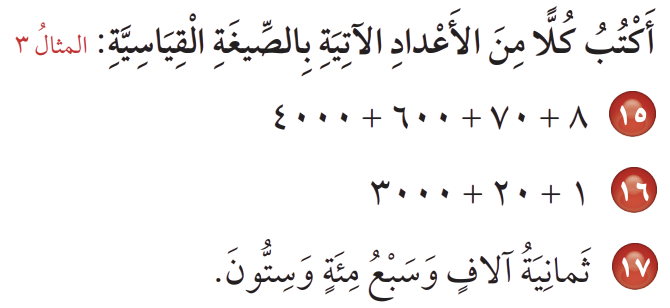 أَكْتُبُ كُلًّا مِنَ الأَعْدادِ الآتِيَةِ بِالصِّيغَةِ الْقِيَاسِيَّةِ: المثالُ ٣
١٥ ٨ + ٧٠ + ٦٠٠ + ٤٠٠٠
١٦ ١ + ٢٠ + ٣٠٠٠
١٧ ثَمانِيَةُ آلافٍ وَسَبْعُ مِئَةٍ وَسِتُّونَ.